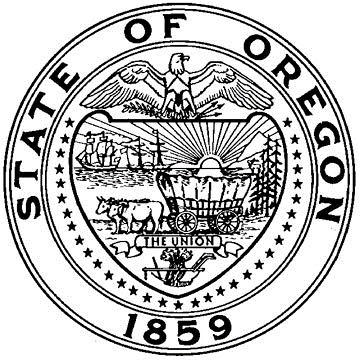 STATE OF OREGON
THE UNION
1859